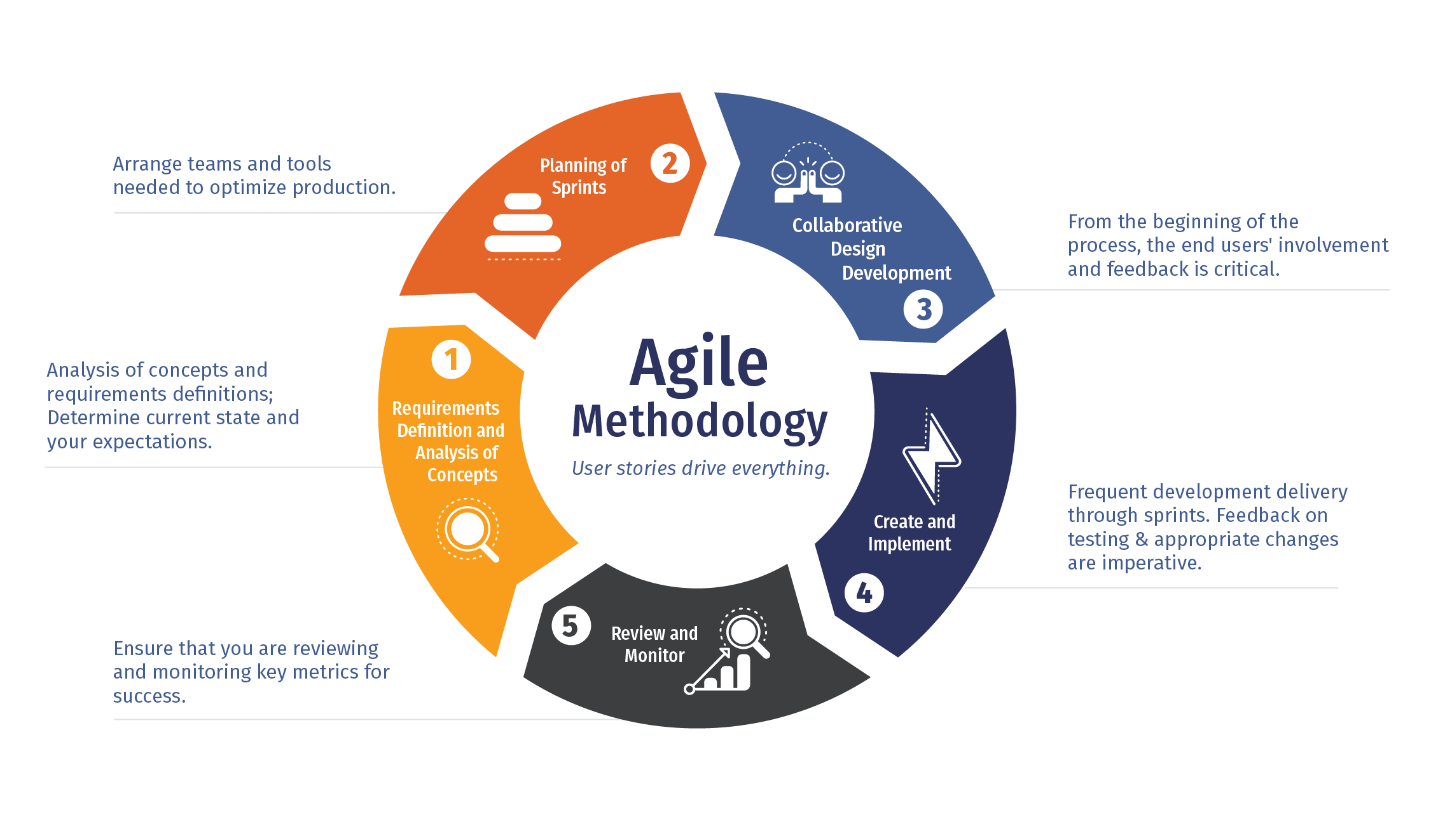 Agile
Methodology
User stories drive everything.
1
Requirements
Definition and
Analysis of
Concepts
Analysis of concepts and
requirements definitions;
Determine current state and
your expectations.
2
Planning of
Sprints
Arrange teams and tools
needed to optimize production.
Collaborative
Design
Development
3
From the beginning of the
process, the end users' involvement
and feedback is critical.
Create and
Implement
4
Frequent development delivery
through sprints. Feedback on
testing & appropriate changes
are imperative.
5
Review and
Monitor
Ensure that you are reviewing
and monitoring key metrics for
success.